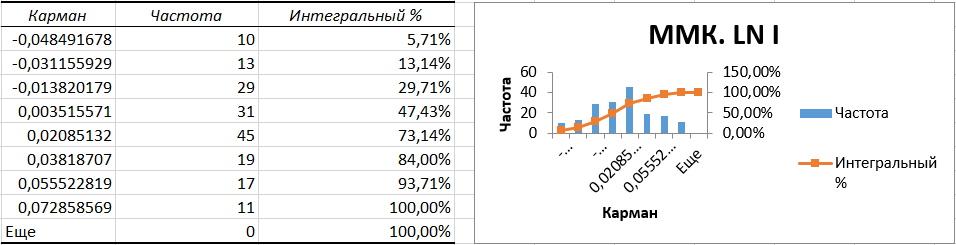 Карман Частота Интегральный %
-0,048491678 10 5,71%
-0,031155929 13 13,14%
-0,013820179 29 29,71%
0,003515571 31 47,43%
0,02085132 45 73,14%
0,03818707 19 84,00%
0,055522819 17 93,71%
0,072858569 11 100,00%
Еще 0 100,00%
ММК. LN I
Частота
60
40
20
0
150,00%
100,00%
50,00%
0,00%
-…
-…
0,02085…
0,05552…
Еще
Карман
Частота
Интегральный
%